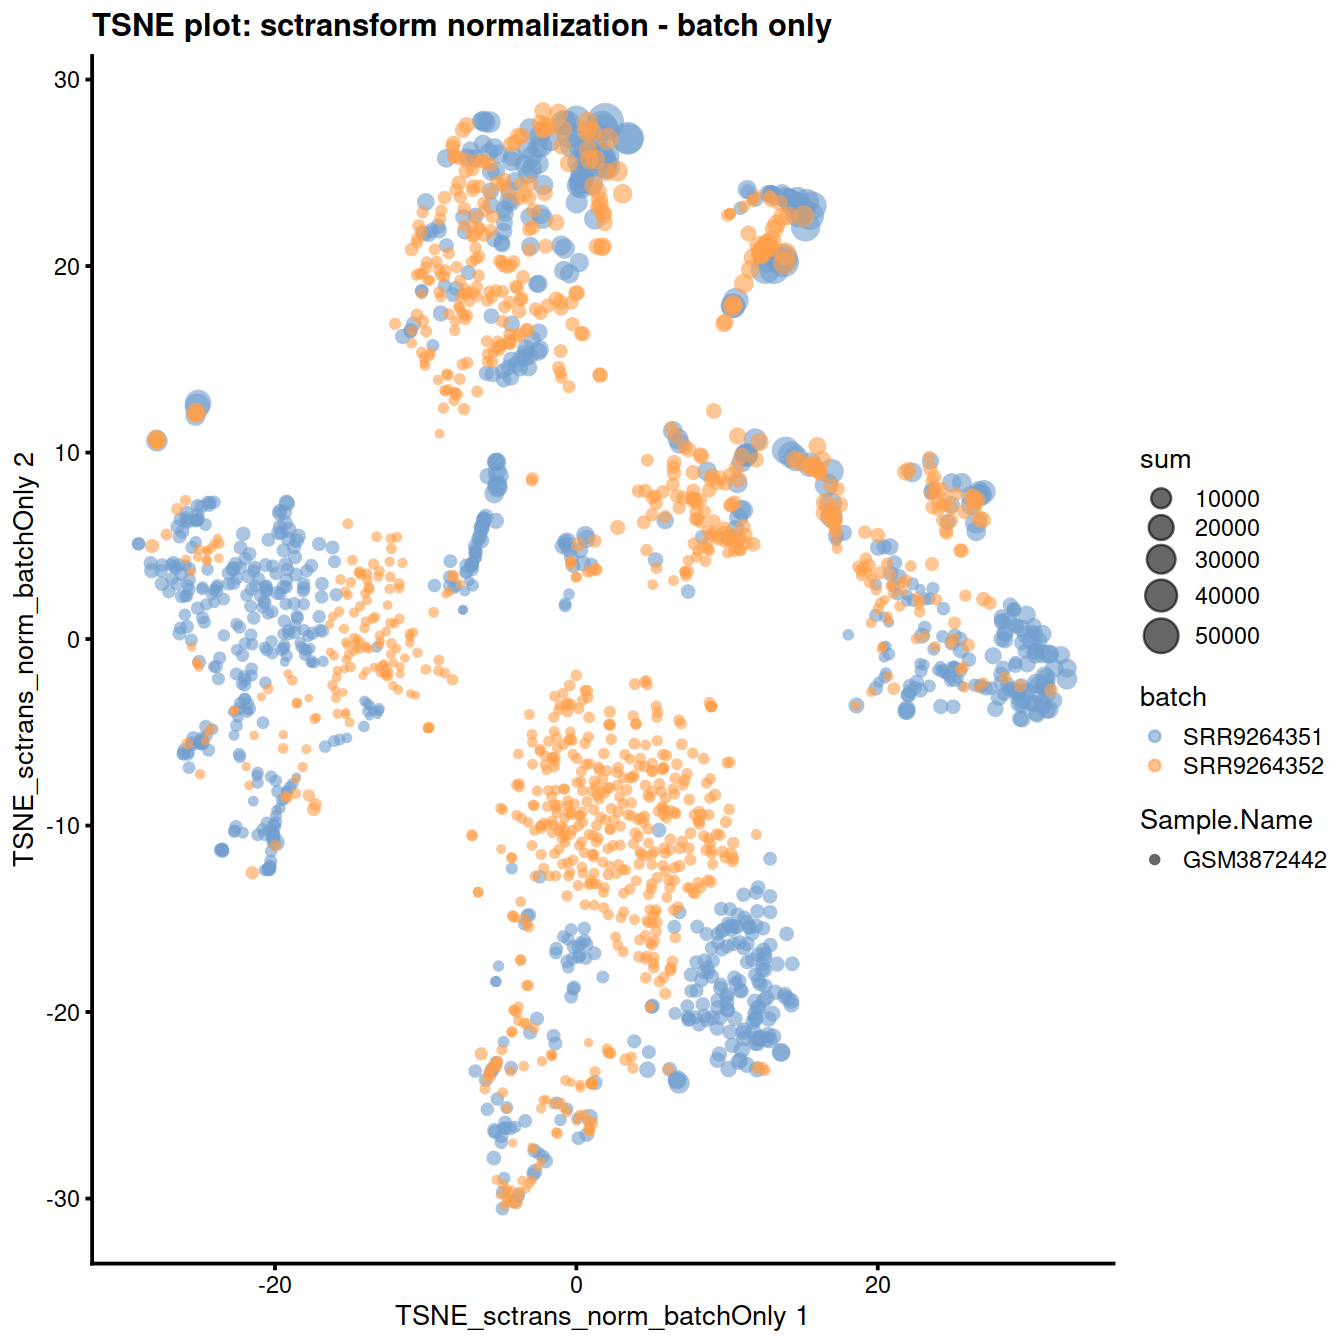 TSNE plot: sctransform normalization - batch only
30
20
10
0
-10
-20
-30
TSNE_sctrans_norm_batchOnly 2
-20
0
20
TSNE_sctrans_norm_batchOnly 1
sum
10000
20000
30000
40000
50000
batch
SRR9264351
SRR9264352
Sample.Name
GSM3872442